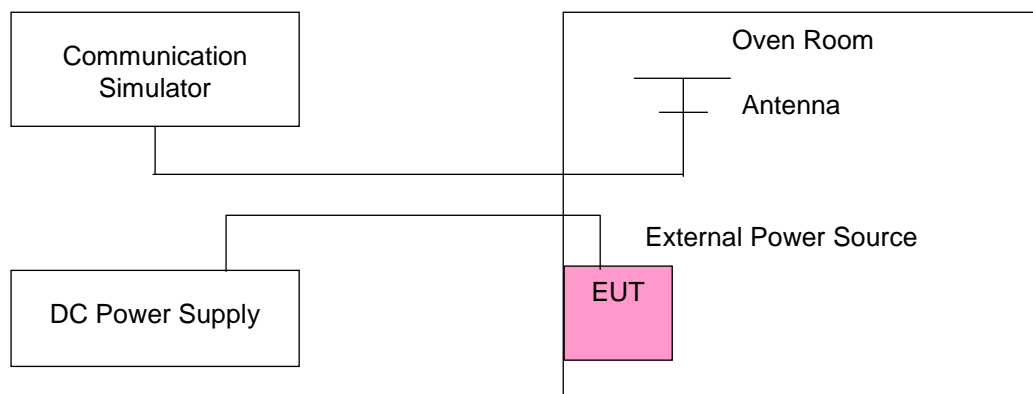 Communication
Simulator
Oven Room
Antenna
External Power Source
DC Power Supply
EUT